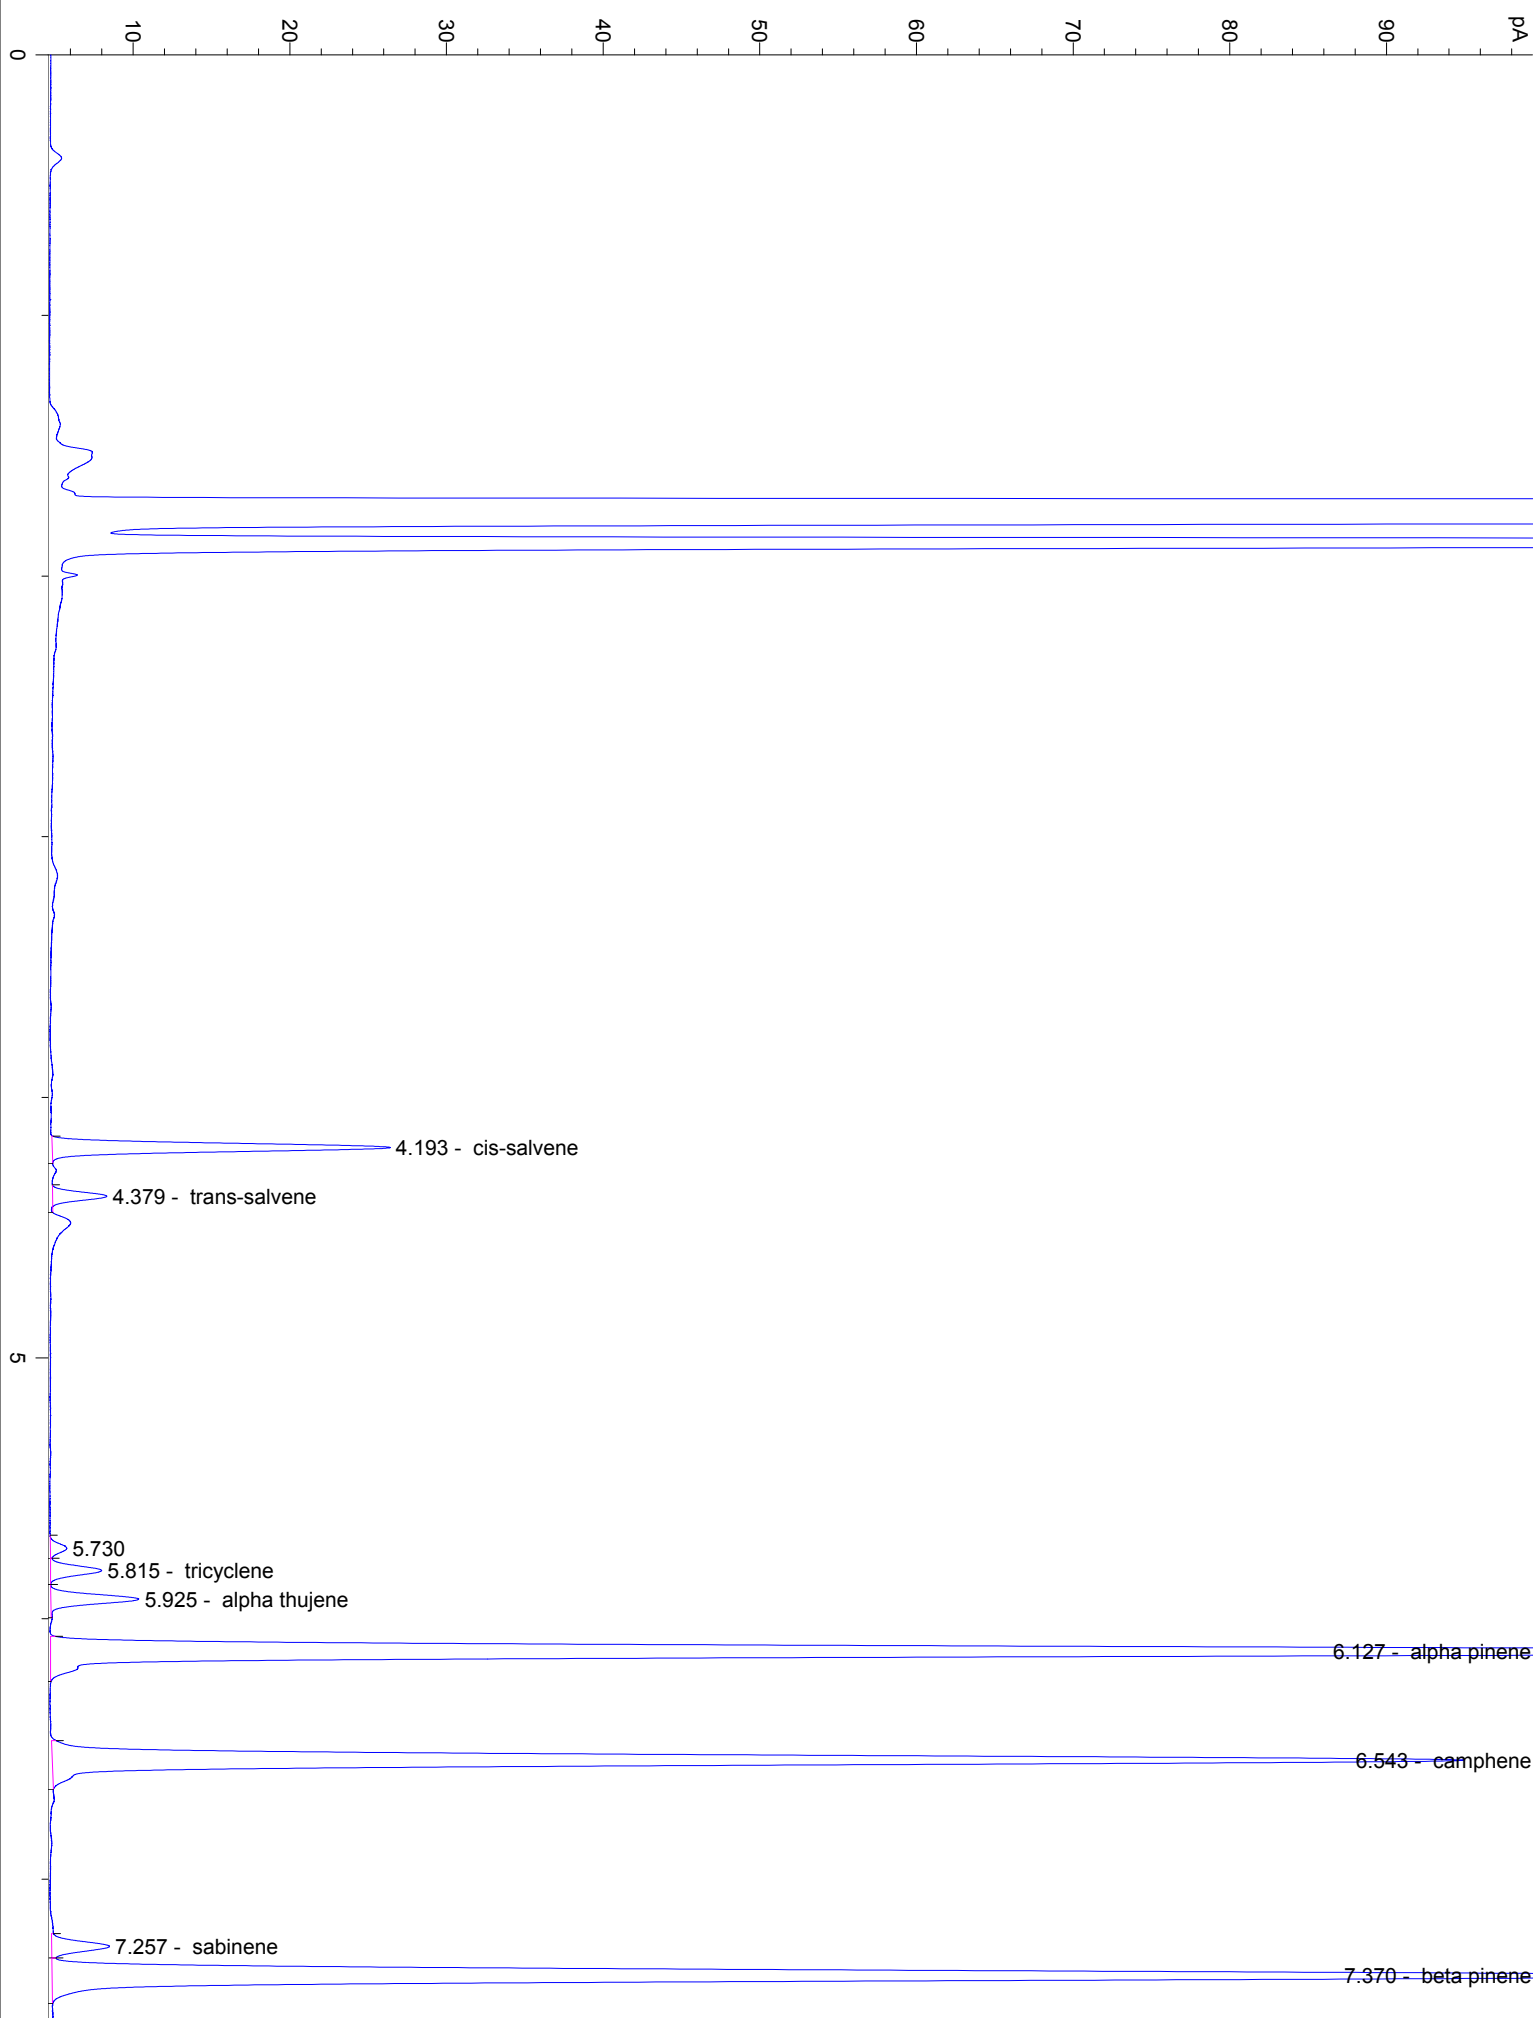 pA
10
20
30
40
50
60
70
80
90
0
4.193 - cis-salvene
4.379 - trans-salvene
5
5.730
5.815 - tricyclene
5.925 - alpha thujene
6.127 - alpha pinene
6.543 - camphene
7.257 - sabinene
7.370 - beta pinene